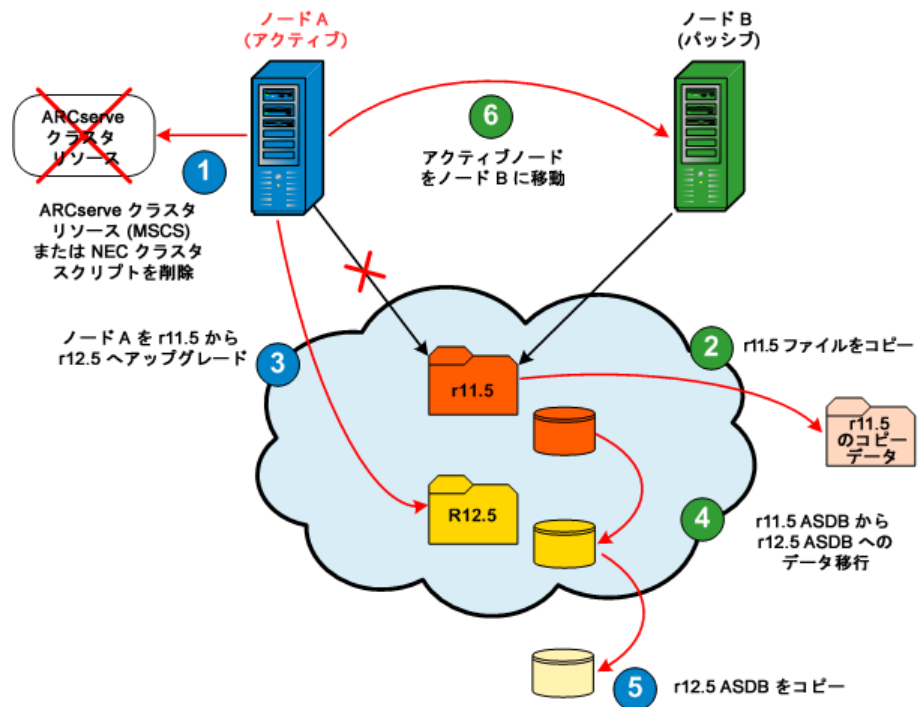 ノード A
(アクティブ)
ノード B
(パッシブ)
ARCserve
クラスタ
リソース
1
6
アクティブノード
をノード B に移動
ARCserve クラスタ
リソース (MSCS)
または NEC クラスタ
スクリプトを削除
ノード A を r11.5 から
r12.5 へアップグレード
3
2
r11.5 ファイルをコピー
r11.5
r11.5
のコピー
データ
R12.5
4
r11.5 ASDB から
r12.5 ASDB への
データ移行
5
r12.5 ASDB をコピー